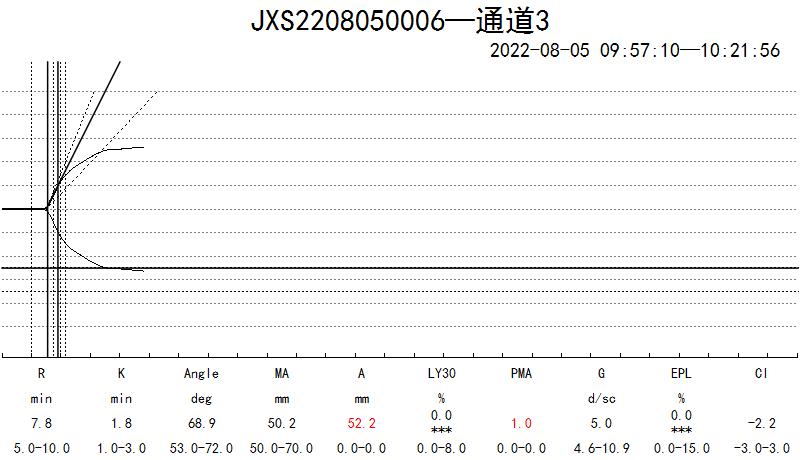 JXS2208050006—通道3
2022-08-05 09:57:10—10:21:56
R K Angle MA A LY30 PMA G EPL CI
min min deg mm mm % d/sc %
7.8 1.8 68.9 50.2 52.2 0.0 *** 1.0 5.0 0.0 *** -2.2
5.0-10.0 1.0-3.0 53.0-72.0 50.0-70.0 0.0-0.0 0.0-8.0 0.0-0.0 4.6-10.9 0.0-15.0 -3.0-3.0